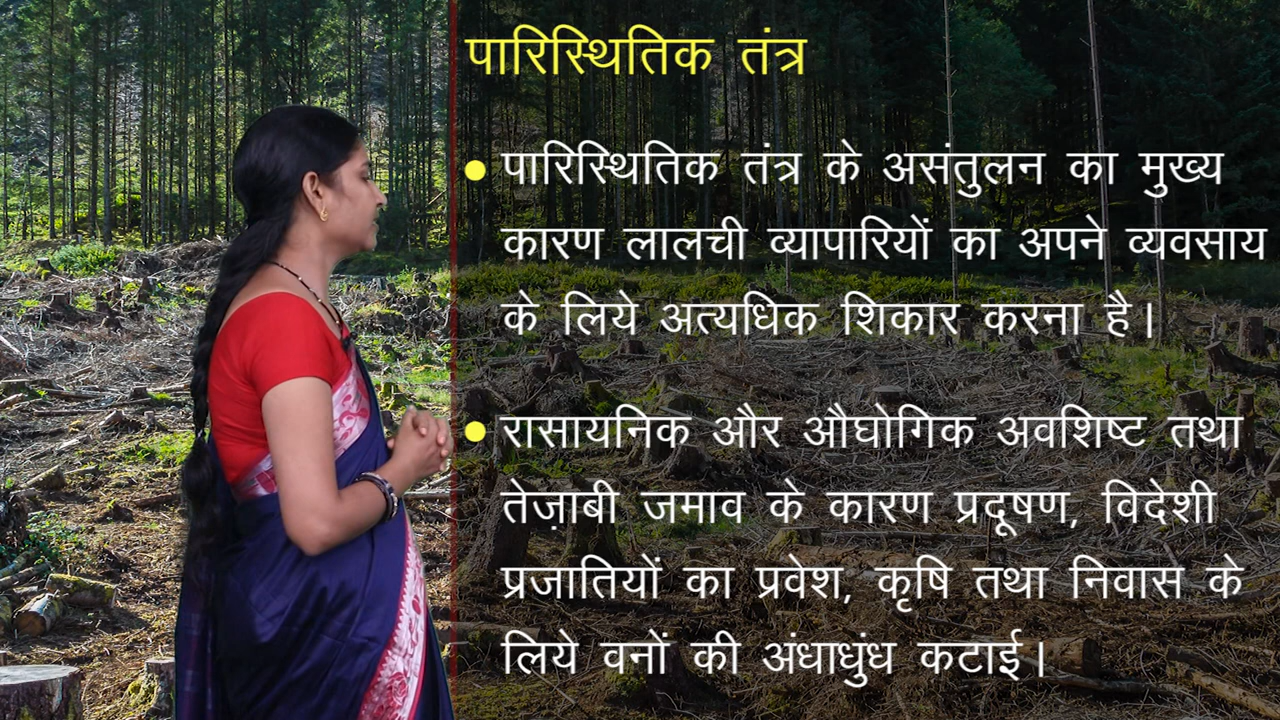 पारिस्थितिक तंत्र
• पारिस्थितिक तंत्र के असंतुलन का मुख्य
कारण लालची व्यापारियों का अपने व्यवसाय
के लिये अत्यधिक शिकार करना है।
• रासायनिक और औघोगिक अवशिष्ट तथा
तेज़ाबी जमाव के कारण प्रदूषण, विदेशी
प्रजातियों का प्रवेश, कृषि तथा निवास के
लिये वनों की अंधाधुंध कटाई।